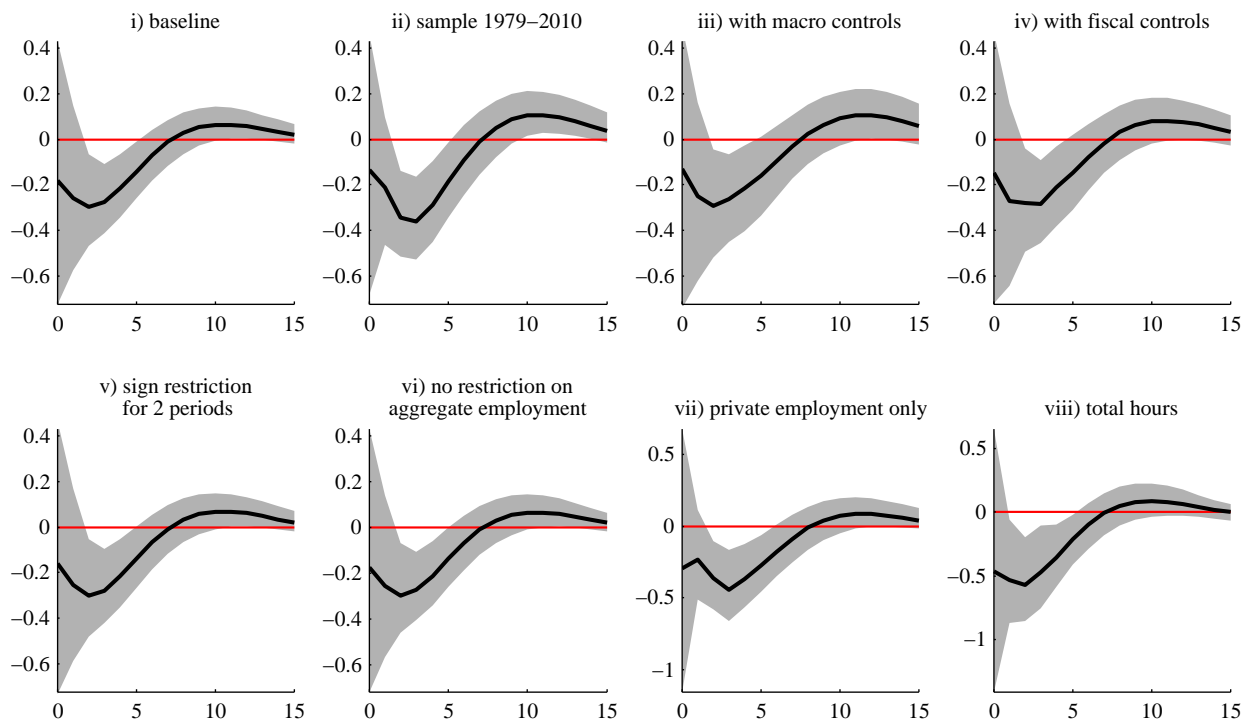 i) baseline
ii) sample 1979−2010
iii) with macro controls
iv) with fiscal controls
0.4
0.2
0
−0.2
−0.4
−0.6
0 5 10 15
0.4
0.2
0
−0.2
−0.4
−0.6
0 5 10 15
0.4
0.2
0
−0.2
−0.4
−0.6
0 5 10 15
0.4
0.2
0
−0.2
−0.4
−0.6
0 5 10 15
v) sign restriction
for 2 periods
vi) no restriction on
aggregate employment
vii) private employment only
viii) total hours
0.4
0.2
0
−0.2
−0.4
−0.6
0 5 10 15
0.4
0.2
0
−0.2
−0.4
−0.6
0 5 10 15
0.5
0
−0.5
−1
0 5 10 15
0.5
0
−0.5
−1
0 5 10 15